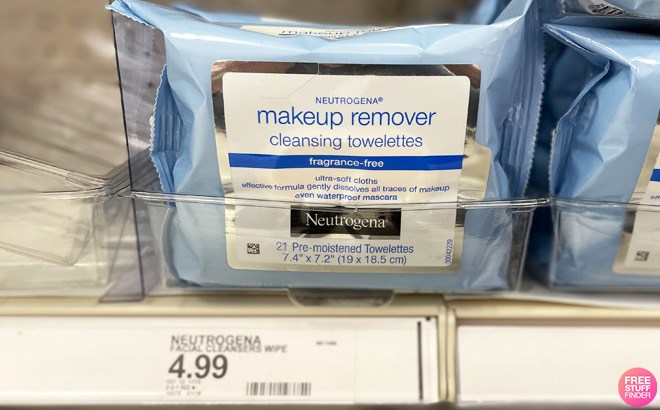 NEUTROGENA®
makeup remover
cleansing towelettes
fragrance-free
ultra-soft cloths
effective formula gently dissolves all traces of makeup
even waterproof mascara
Neutrogena
21 Pre-moistened Towelettes
7.4" x 7.2" (19 x 18.5 cm)
NEUTROGENA
FACIAL CLEANSERS WIPE
4.99
FREE
STUFF
FINDER